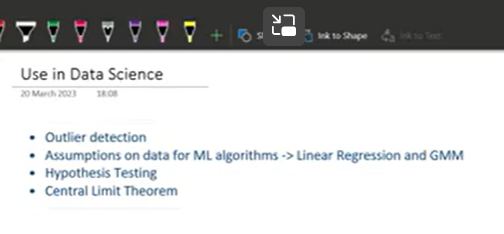 Ink to Shape
Ink to Text
Use in Data Science
20 March 2023 18:08
• Outlier detection
• Assumptions on data for ML algorithms -> Linear Regression and GMM
• Hypothesis Testing
• Central Limit Theorem